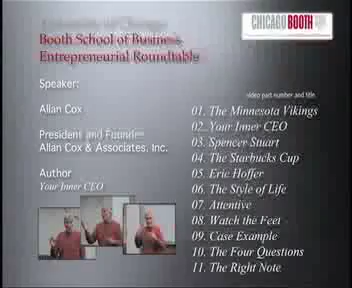 CHICAGO BOOTH
Booth School of Business
Entrepreneurial Roundtable
Speaker:
Allan Cox
President and Founder
Allan Cox & Associates, Inc.
Author
Your Inner CEO
video part number and title
01. The Minnesota Vikings
02. Your Inner CEO
03. Spencer Stuart
04. The Starbucks Cup
05. Eric Hoffer
06. The Style of Life
07. Attentive
08. Watch the Feet
09. Case Example
10. The Four Questions
11. The Right Note